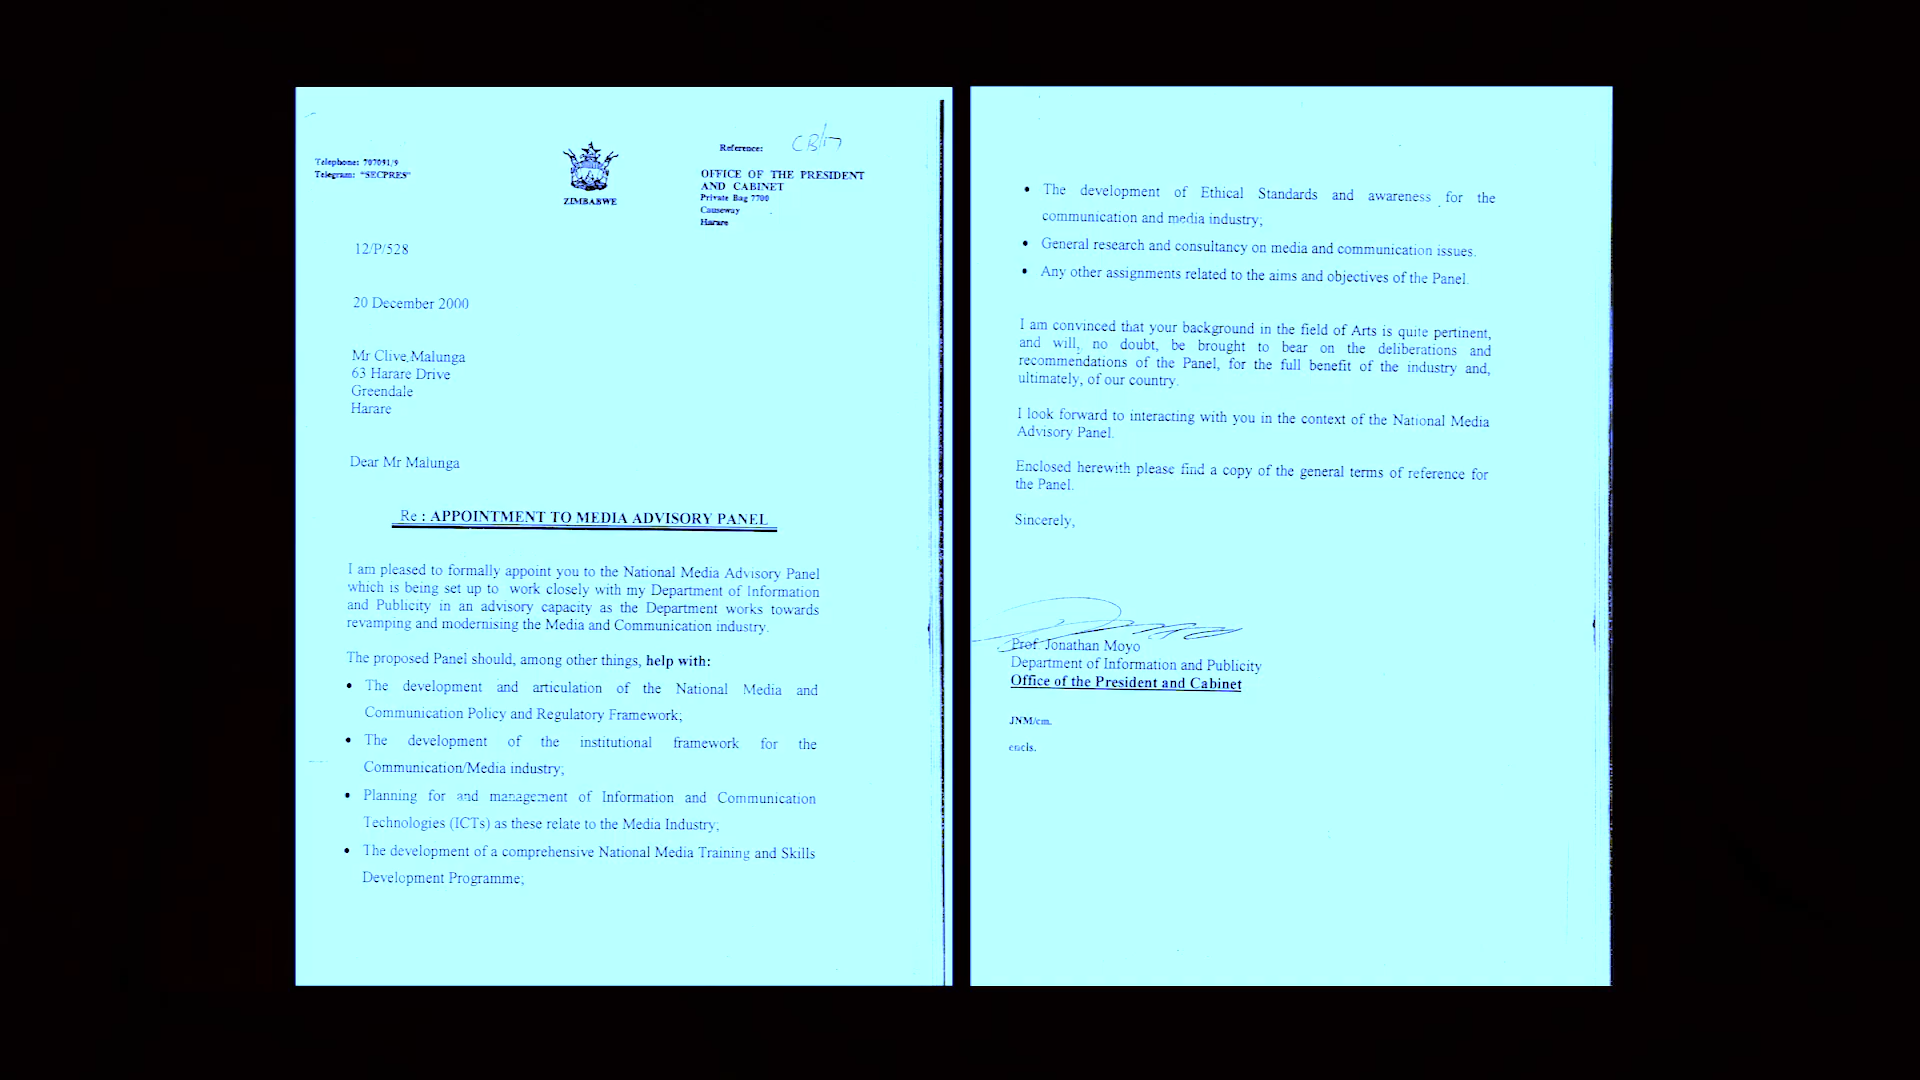 Telephone: 707091/9
Telegram: "SECPRES"
ZIMBABWE
Reference: CB/17
OFFICE OF THE PRESIDENT
AND CABINET
Private Bag 7700
Causeway
Harare
12/P/528
20 December 2000
Mr Clive Malunga
63 Harare Drive
Greendale
Harare
Dear Mr Malunga
Re : APPOINTMENT TO MEDIA ADVISORY PANEL
I am pleased to formally appoint you to the National Media Advisory Panel
which is being set up to work closely with my Department of Information
and Publicity in an advisory capacity as the Department works towards
revamping and modernising the Media and Communication industry.
The proposed Panel should, among other things, help with:
• The development and articulation of the National Media and
Communication Policy and Regulatory Framework;
• The development of the institutional framework for the
Communication/Media industry;
• Planning for and management of Information and Communication
Technologies (ICTs) as these relate to the Media Industry;
• The development of a comprehensive National Media Training and Skills
Development Programme;
• The development of Ethical Standards and awareness for the
communication and media industry;
• General research and consultancy on media and communication issues.
• Any other assignments related to the aims and objectives of the Panel.
I am convinced that your background in the field of Arts is quite pertinent,
and will, no doubt, be brought to bear on the deliberations and
recommendations of the Panel, for the full benefit of the industry and,
ultimately, of our country.
I look forward to interacting with you in the context of the National Media
Advisory Panel.
Enclosed herewith please find a copy of the general terms of reference for
the Panel.
Sincerely,
Prof. Jonathan Moyo
Department of Information and Publicity
Office of the President and Cabinet
JNM/cm.
encls.